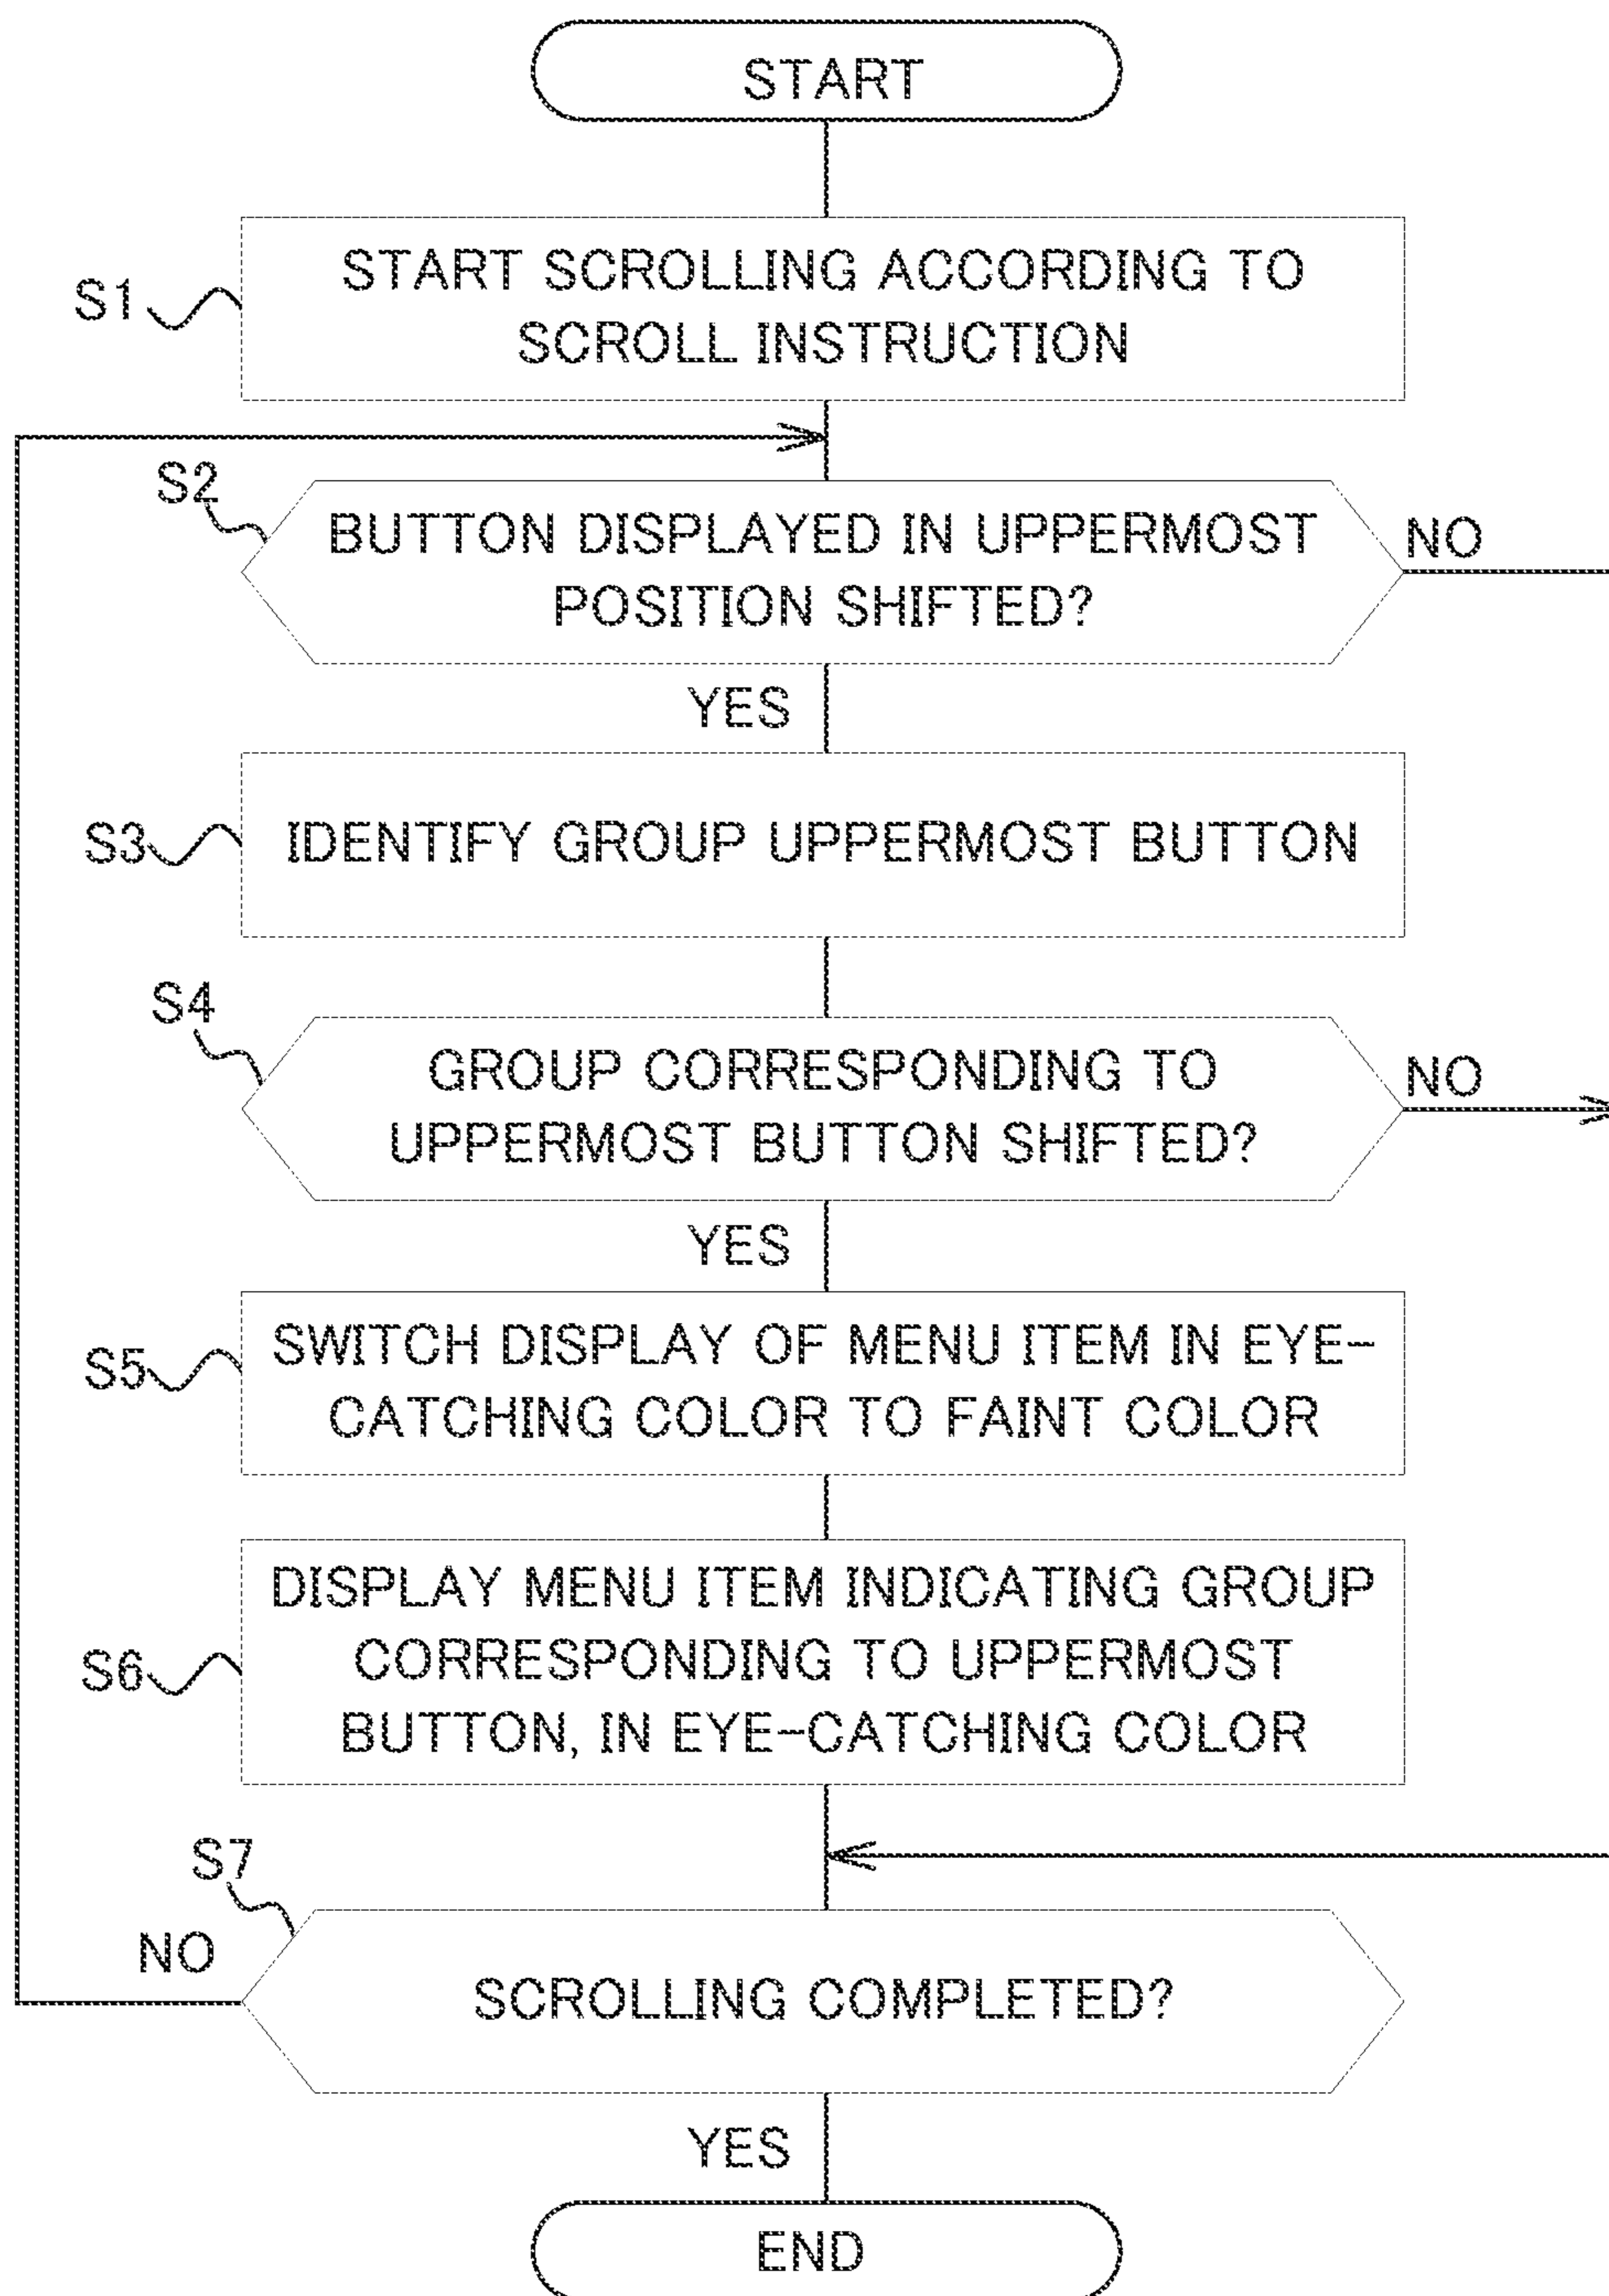 START
S1
START SCROLLING ACCORDING TO
SCROLL INSTRUCTION
S2
BUTTON DISPLAYED IN UPPERMOST
POSITION SHIFTED?
NO
YES
S3
IDENTIFY GROUP UPPERMOST BUTTON
S4
GROUP CORRESPONDING TO
UPPERMOST BUTTON SHIFTED?
NO
YES
S5
SWITCH DISPLAY OF MENU ITEM IN EYE-
CATCHING COLOR TO FAINT COLOR
S6
DISPLAY MENU ITEM INDICATING GROUP
CORRESPONDING TO UPPERMOST
BUTTON, IN EYE-CATCHING COLOR
S7
NO
SCROLLING COMPLETED?
YES
END